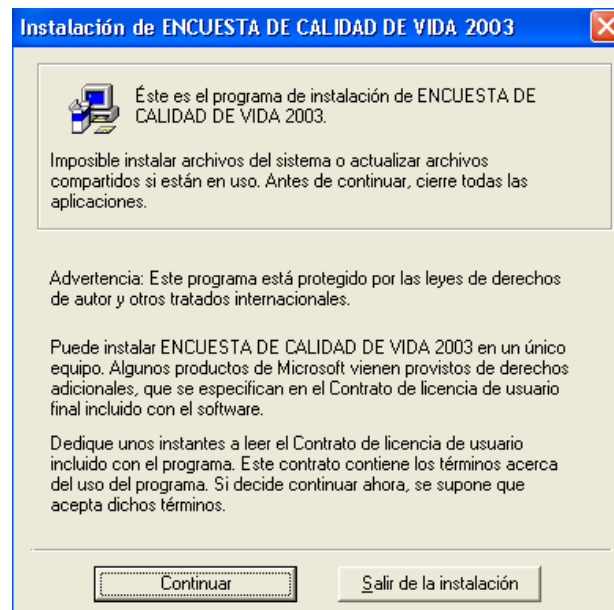 Instalación de ENCUESTA DE CALIDAD DE VIDA 2003
Éste es el programa de instalación de ENCUESTA DE
CALIDAD DE VIDA 2003.
Imposible instalar archivos del sistema o actualizar archivos
compartidos si están en uso. Antes de continuar, cierre todas las
aplicaciones.
Advertencia: Este programa está protegido por las leyes de derechos
de autor y otros tratados internacionales.
Puede instalar ENCUESTA DE CALIDAD DE VIDA 2003 en un único
equipo. Algunos productos de Microsoft vienen provistos de derechos
adicionales, que se especifican en el Contrato de licencia de usuario
final incluido con el software.
Dedique unos instantes a leer el Contrato de licencia de usuario
incluido con el programa. Este contrato contiene los términos acerca
del uso del programa. Si decide continuar ahora, se supone que
acepta dichos términos.
Continuar
Salir de la instalación